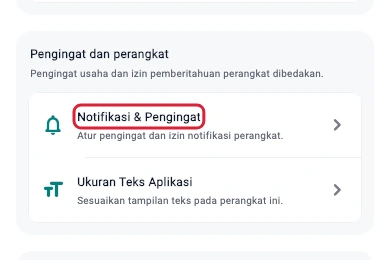 Pengingat dan perangkat
Pengingat usaha dan izin pemberitahuan perangkat dibedakan.
Notifikasi & Pengingat
Atur pengingat dan izin notifikasi perangkat.
Ukuran Teks Aplikasi
Sesuaikan tampilan teks pada perangkat ini.